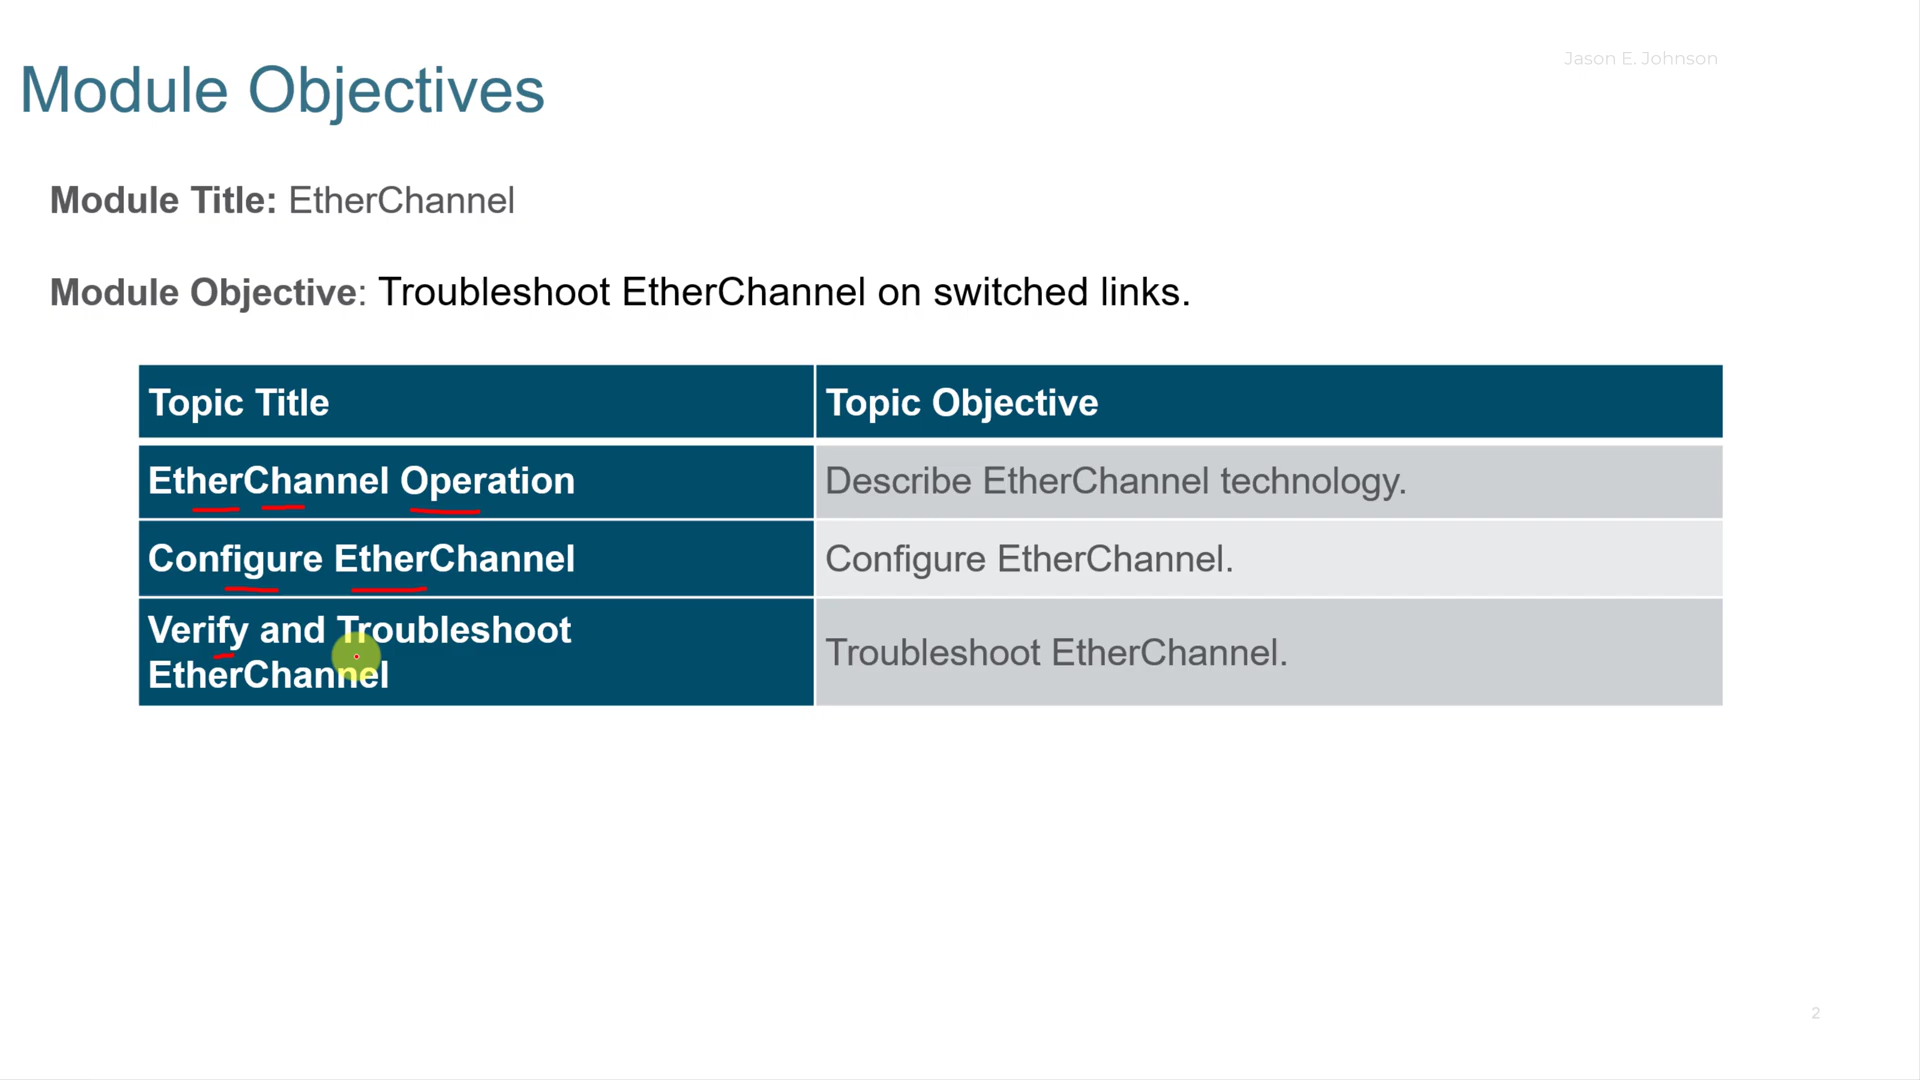 Jason E. Johnson
Module Objectives
Module Title: EtherChannel
Module Objective: Troubleshoot EtherChannel on switched links.
Topic Title
Topic Objective
EtherChannel Operation
Describe EtherChannel technology.
Configure EtherChannel
Configure EtherChannel.
Verify and Troubleshoot
EtherChannel
Troubleshoot EtherChannel.
2